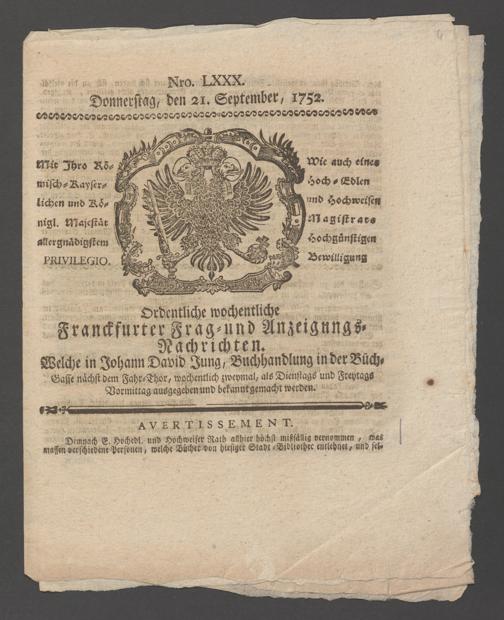 Nro. LXXX.
Donnerstag, den 21. September, 1752.
Mit Ihro Rö-
misch-Kayser-
lichen und Kö-
nigl. Majestät
allergnädigstem
PRIVILEGIO.
Wie auch eines
Hoch-Edlen
und Hochweisen
Magistrats
Hochgünstigen
Bewilligung
Ordentliche wochentliche
Franckfurter Frag-und Anzeigungs-
Nachrichten.
Welche in Johann David Jung, Buchhandlung in der Buch-
Gasse nächst dem Fahr-Thor, wochentlich zweymal, als Dienstags und Freytags
Vormittag ausgegeben und bekannt gemacht werden.
AVERTISSEMENT.
Demnach E. Hochedl. und Hochweiser Rath allhier höchst mißfällig vernommen, was
massen verschiedene Personen, welche Bücher von hiesiger Stadt-Bibliothec entlehnet, und sel-